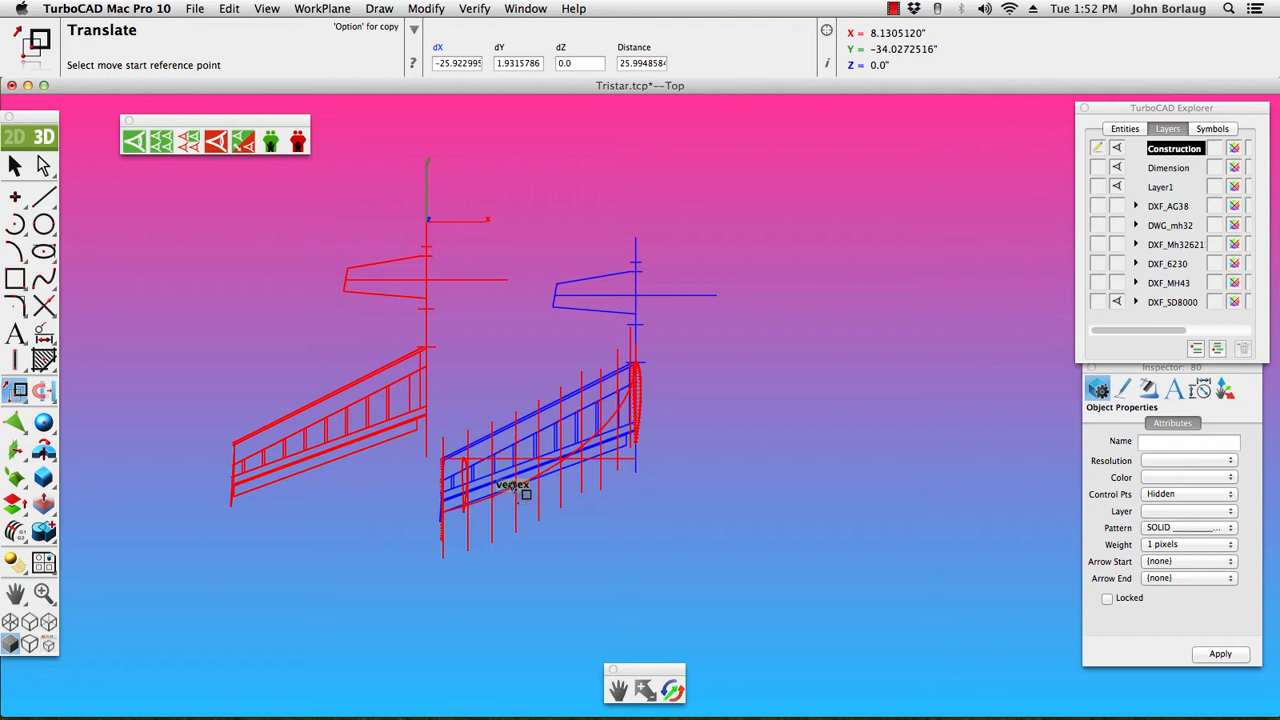 TurboCAD Mac Pro 10 File Edit View WorkPlane Draw Modify Verify Window Help Tue 1:52 PM John Borlaug
Translate 'Option' for copy
Select move start reference point
dX dY dZ Distance
-25.922995 1.9315786 0.0 25.9948584
?
i
X = 8.1305120"
Y = -34.0272516"
Z = 0.0"
Tristar.tcp*--Top
2D 3D
A
x
vertex
TurboCAD Explorer
Entities Layers Symbols
Construction
Dimension
Layer1
DXF_AG38
DWG_mh32
DXF_Mh32621
DXF_6230
DXF_MH43
DXF_SD8000
Inspector: 80
Object Properties
Attributes
Name
Resolution
Color
Control Pts Hidden
Layer
Pattern SOLID ________...
Weight 1 pixels
Arrow Start {none}
Arrow End {none}
Locked
Apply